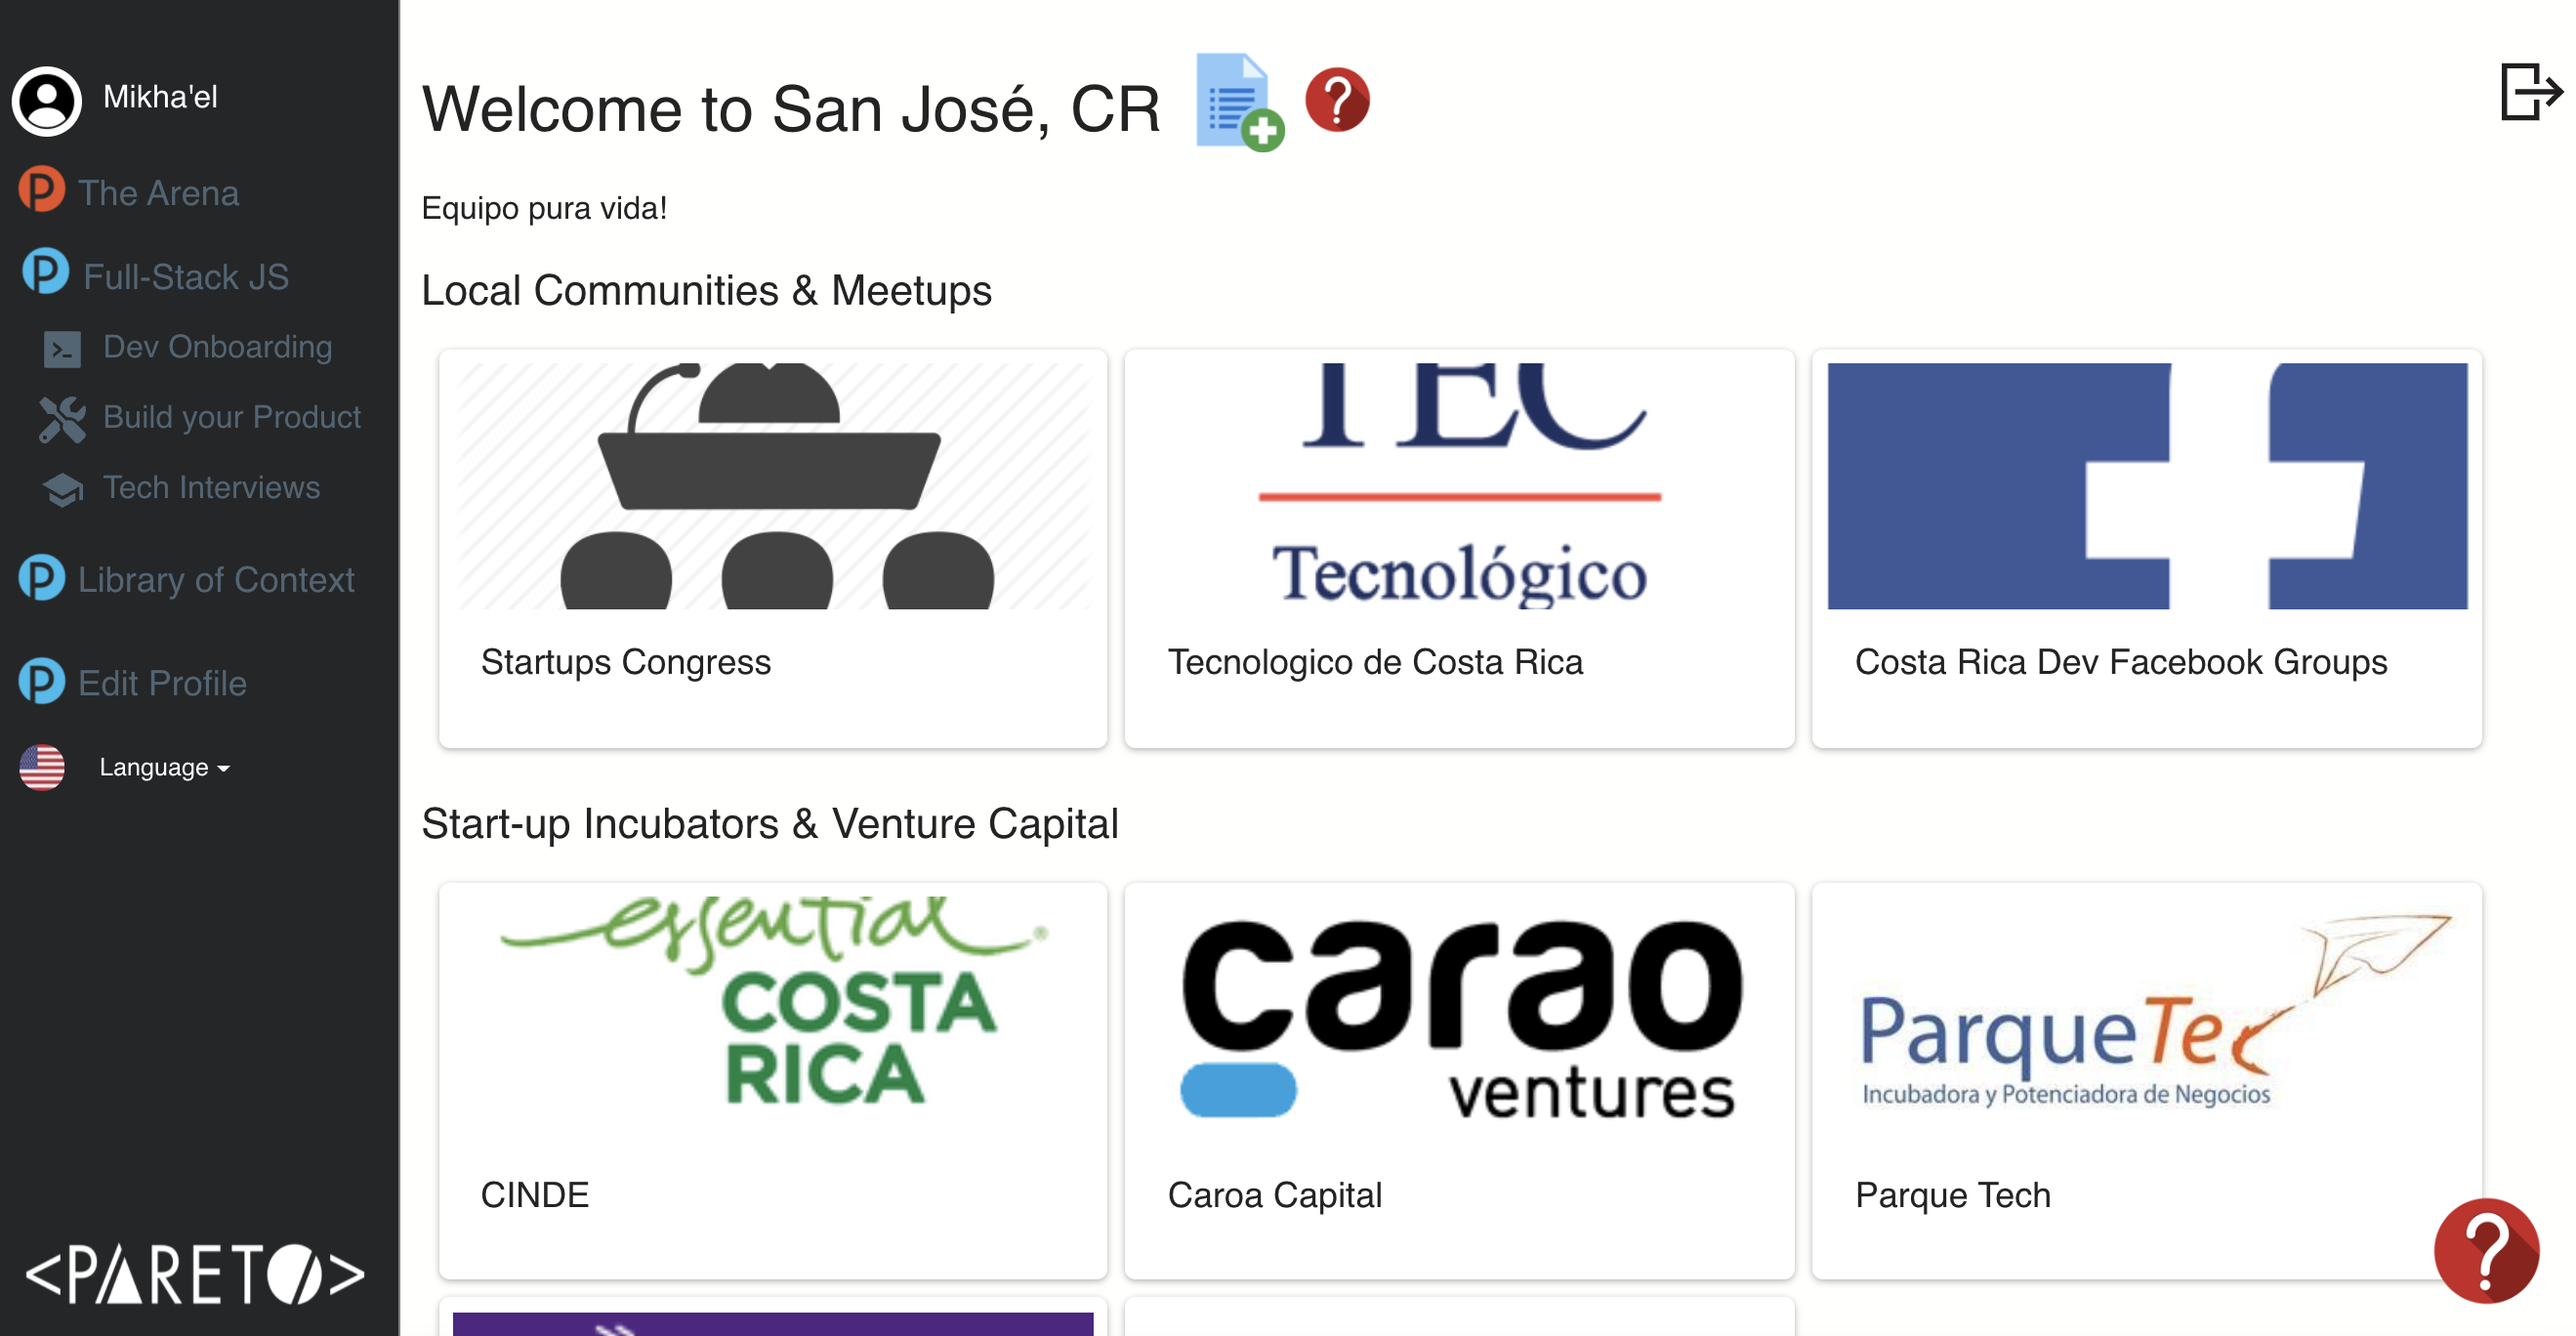 Mikha'el
The Arena
Full-Stack JS
Dev Onboarding
Build your Product
Tech Interviews
Library of Context
Edit Profile
Language
<PARETO>
Welcome to San José, CR
Equipo pura vida!
Local Communities & Meetups
TEC
Tecnológico
Startups Congress
Tecnologico de Costa Rica
Costa Rica Dev Facebook Groups
Start-up Incubators & Venture Capital
essential
COSTA
RICA
carao
ventures
ParqueTec
Incubadora y Potenciadora de Negocios
CINDE
Caroa Capital
Parque Tech